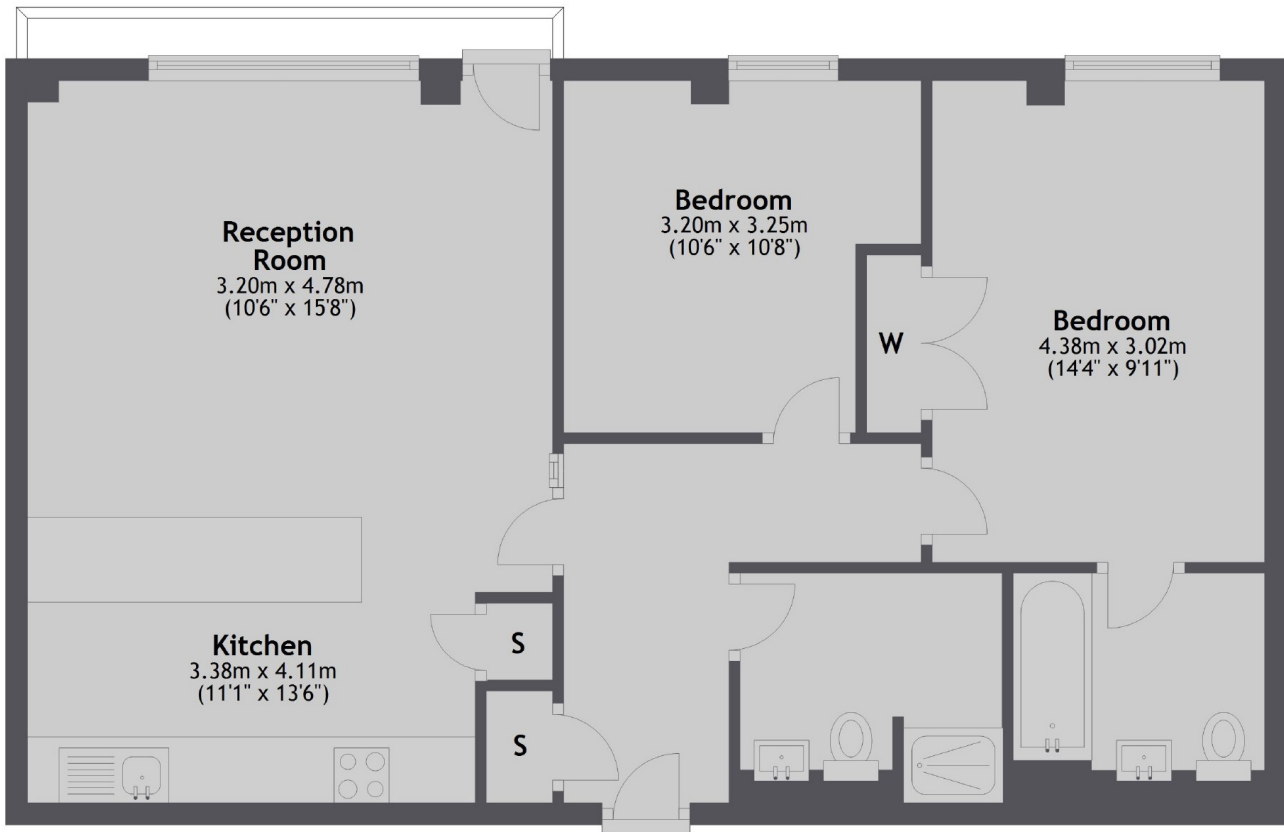 Reception
Room
3.20m x 4.78m
(10'6" x 15'8")
Bedroom
3.20m x 3.25m
(10'6" x 10'8")
W
Bedroom
4.38m x 3.02m
(14'4" x 9'11")
Kitchen
3.38m x 4.11m
(11'1" x 13'6")
S
S